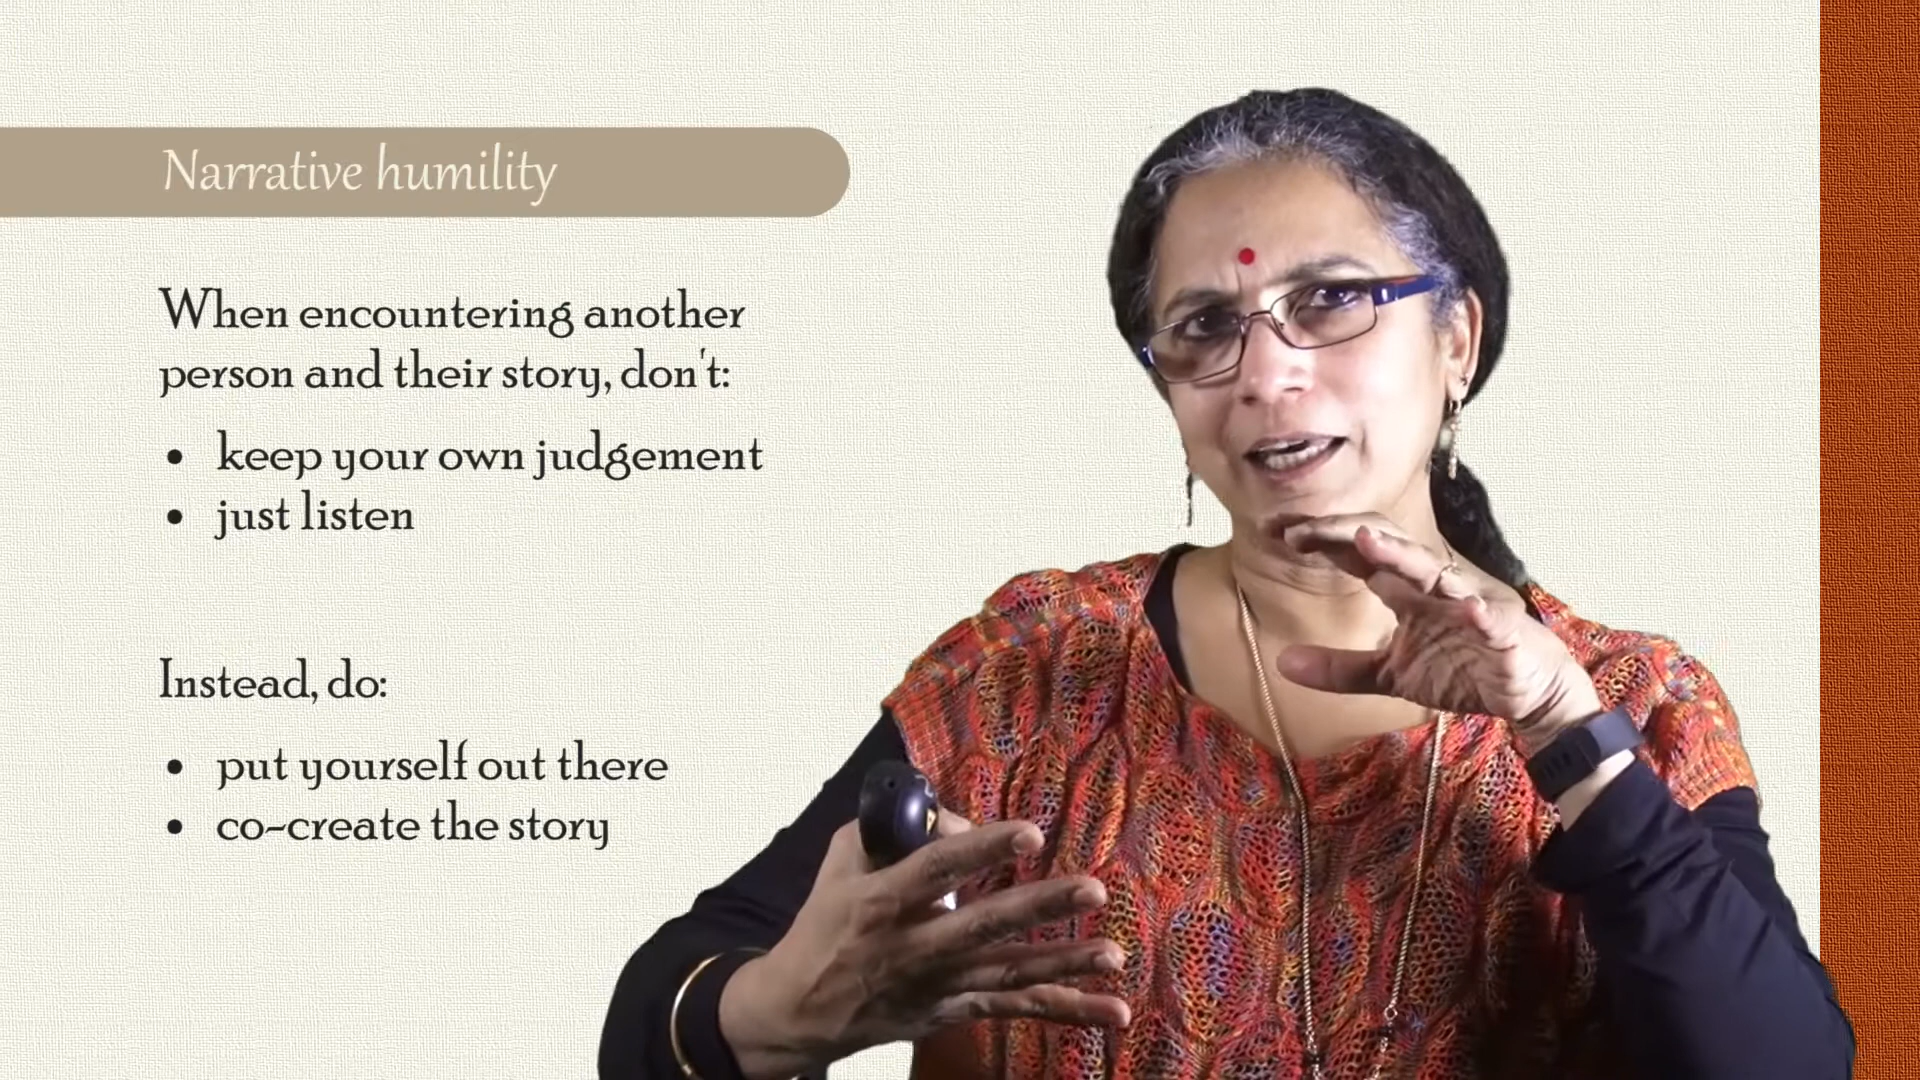 Narrative humility
When encountering another
person and their story, don't:
• keep your own judgement
• just listen
Instead, do:
• put yourself out there
• co-create the story